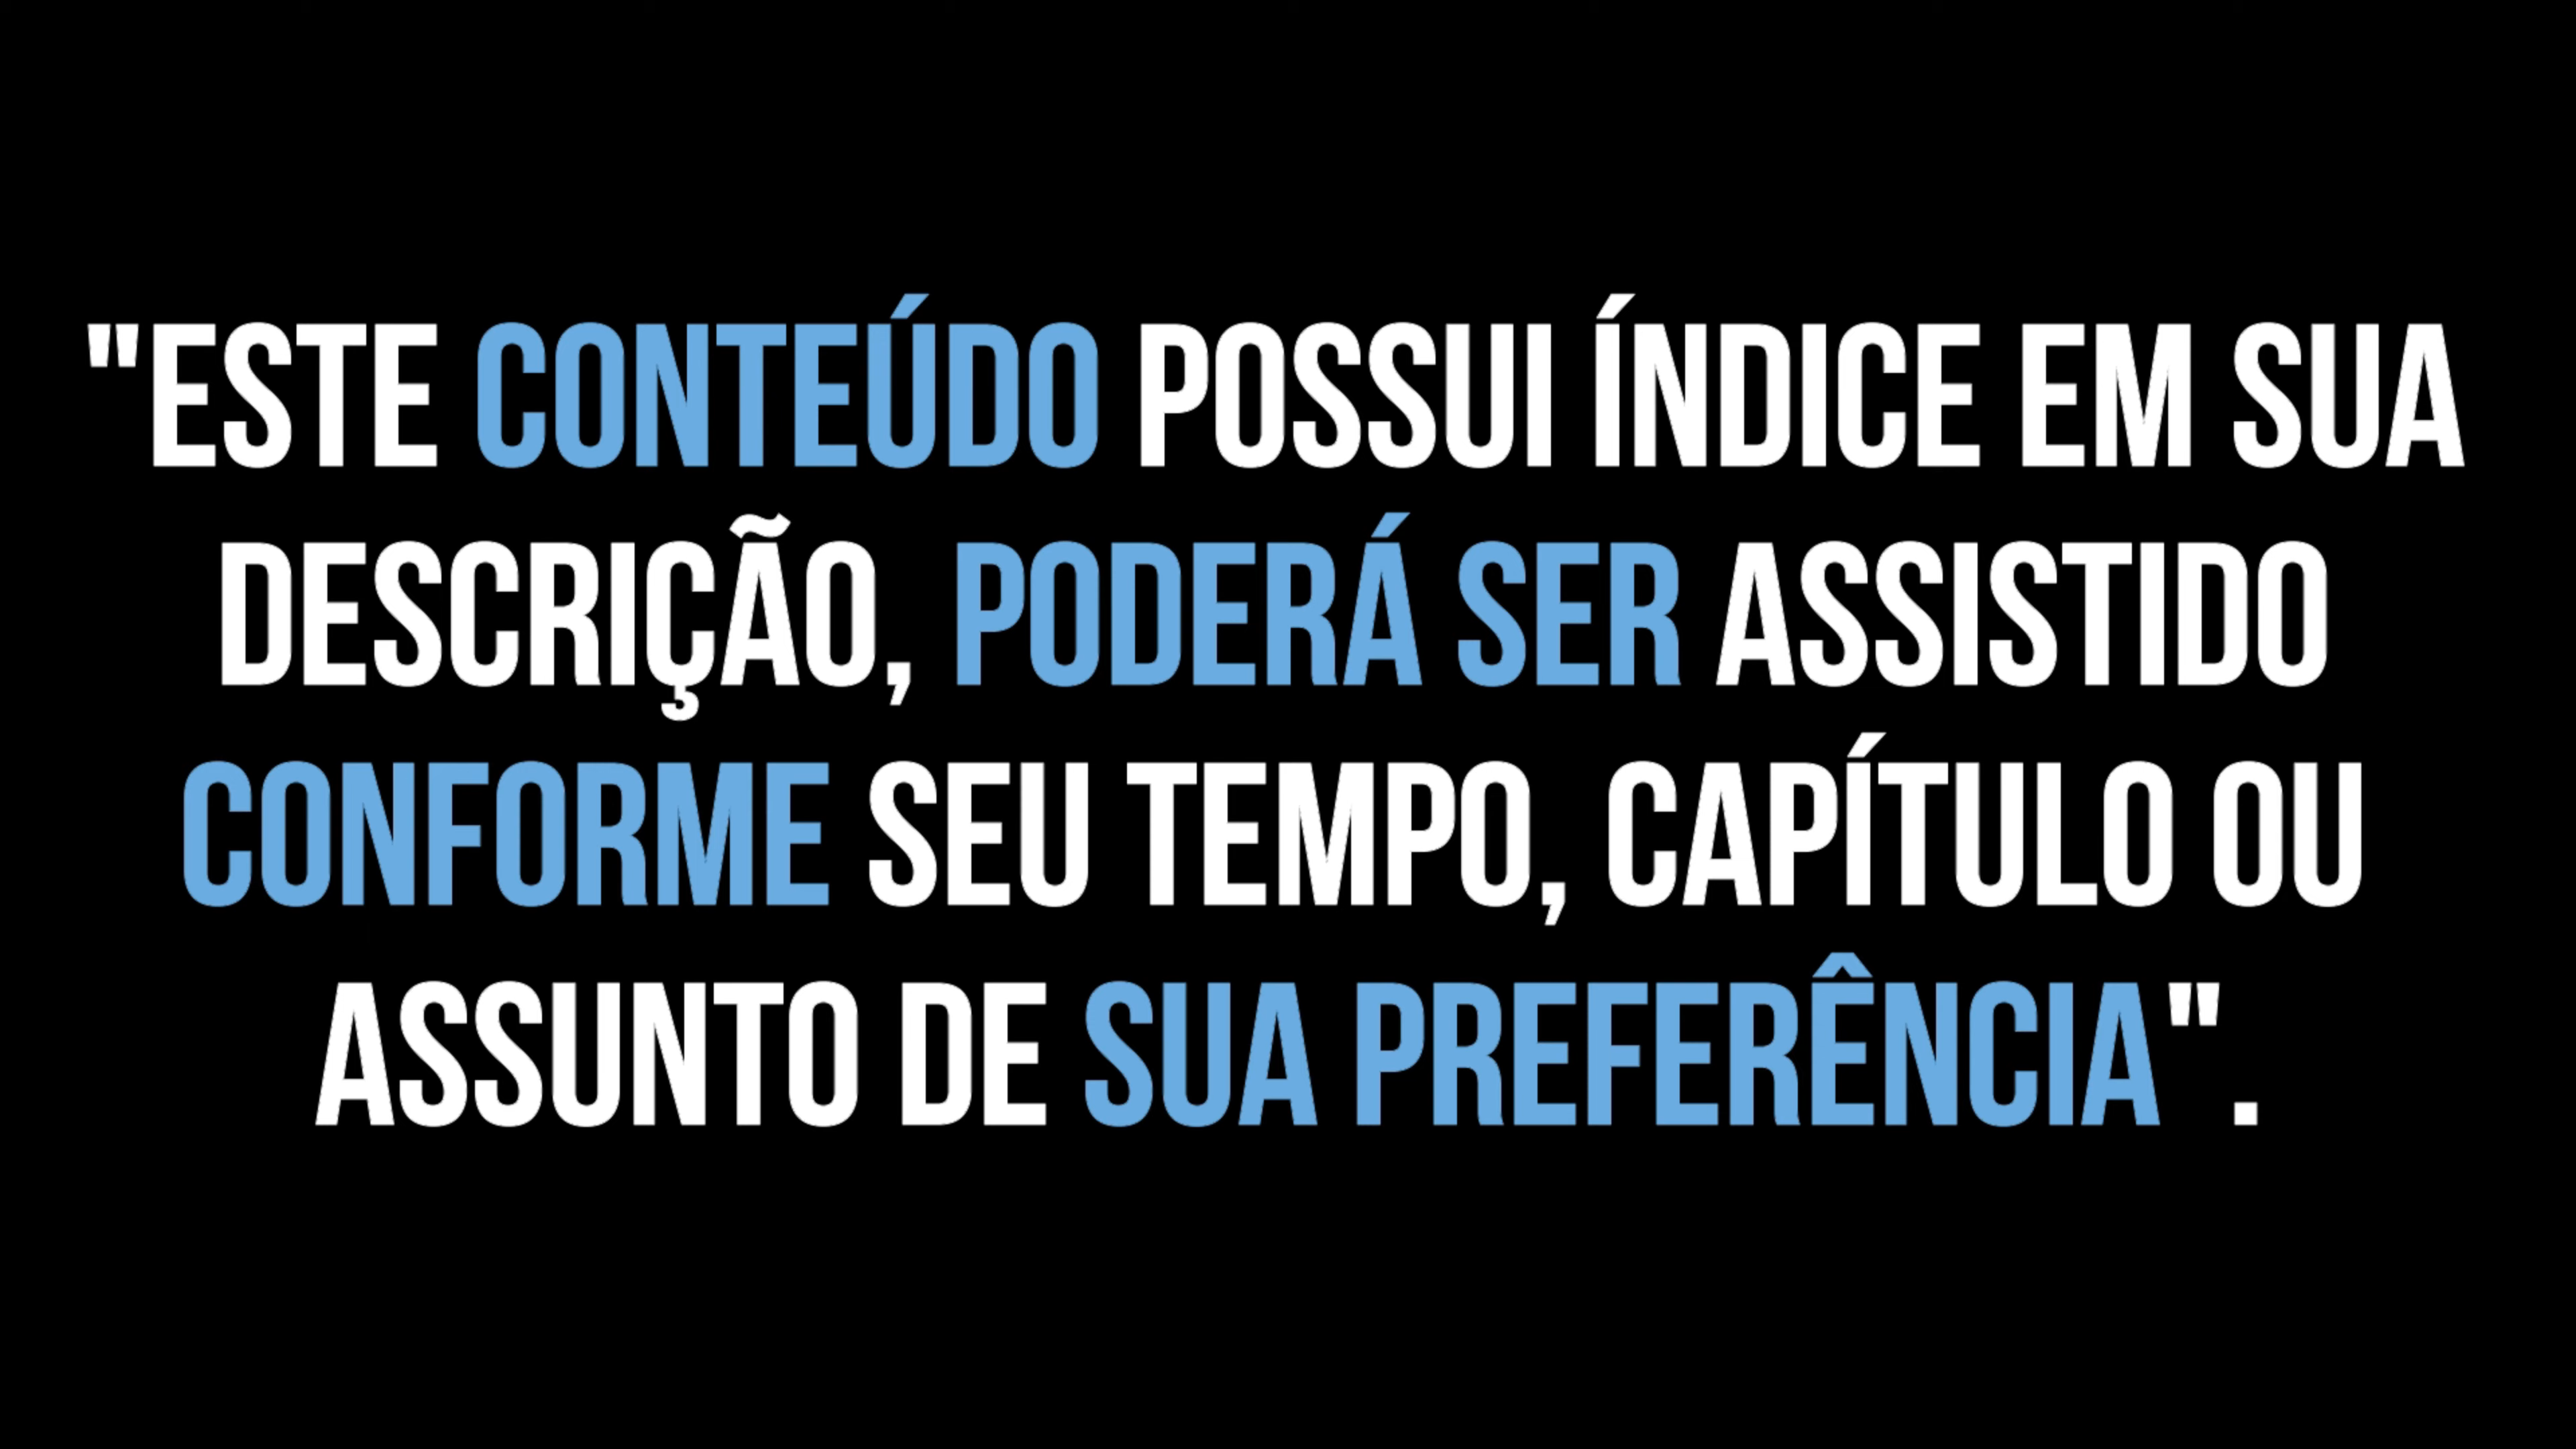 "ESTE CONTEÚDO POSSUI ÍNDICE EM SUA
DESCRIÇÃO, PODERÁ SER ASSISTIDO
CONFORME SEU TEMPO, CAPÍTULO OU
ASSUNTO DE SUA PREFERÊNCIA".